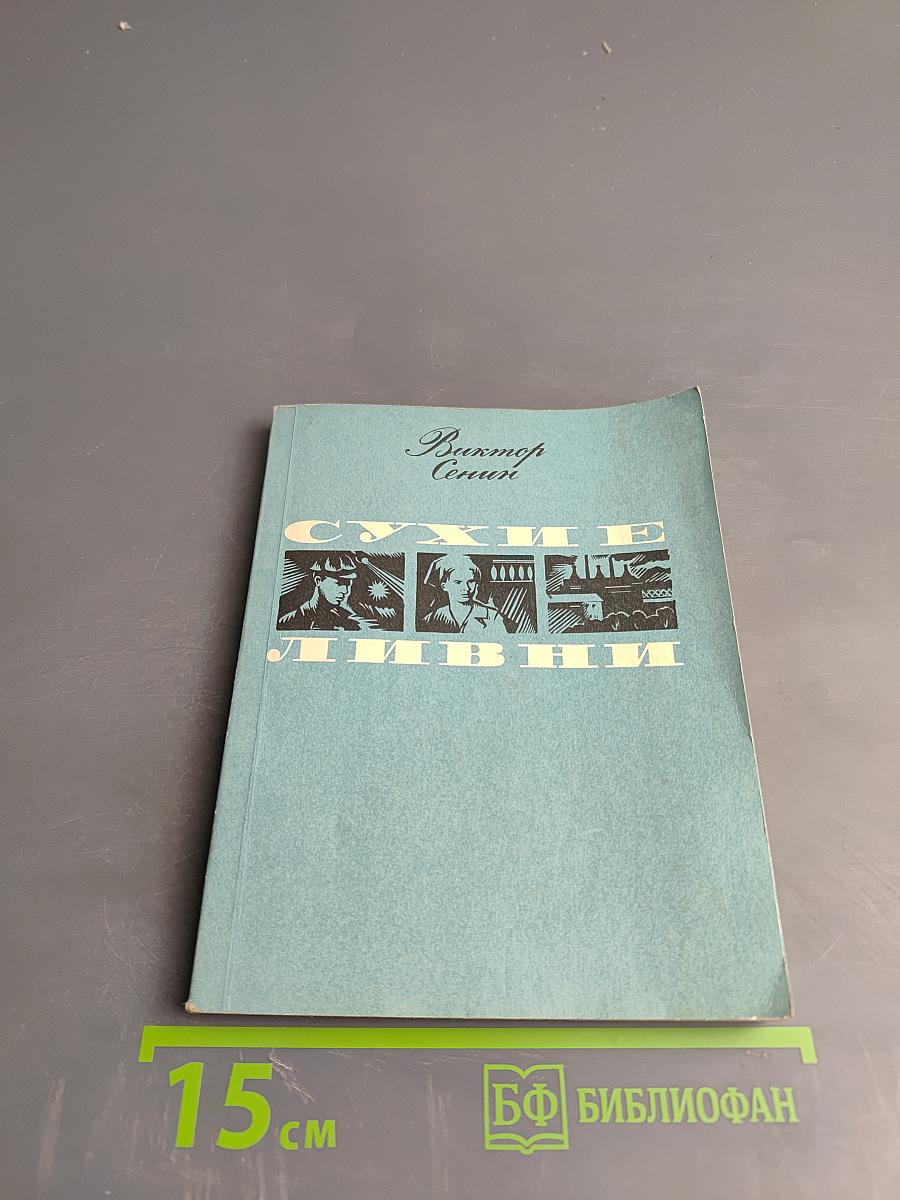 Виктор
Сенин
СУХИЕ
ЛИВНИ
15 см
БФ БИБЛИОФАН